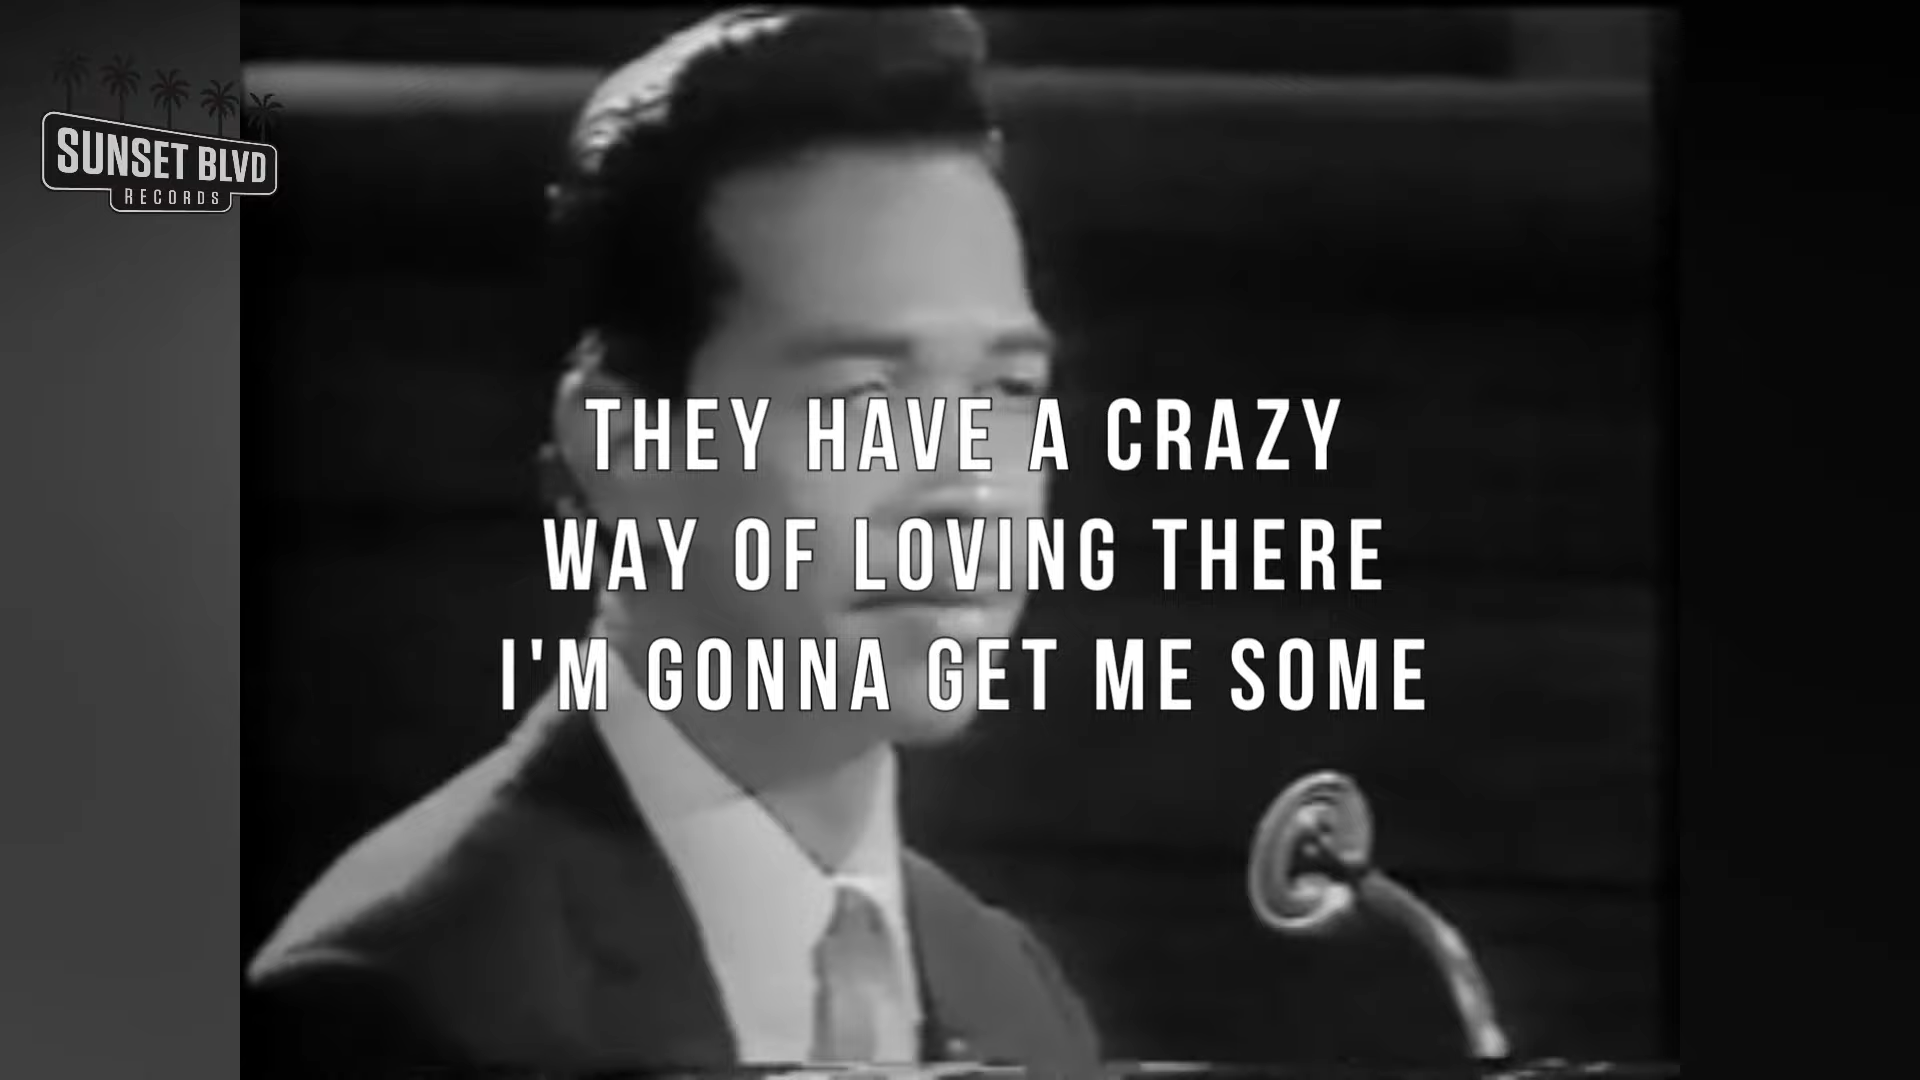 SUNSET BLVD
RECORDS
THEY HAVE A CRAZY
WAY OF LOVING THERE
I'M GONNA GET ME SOME